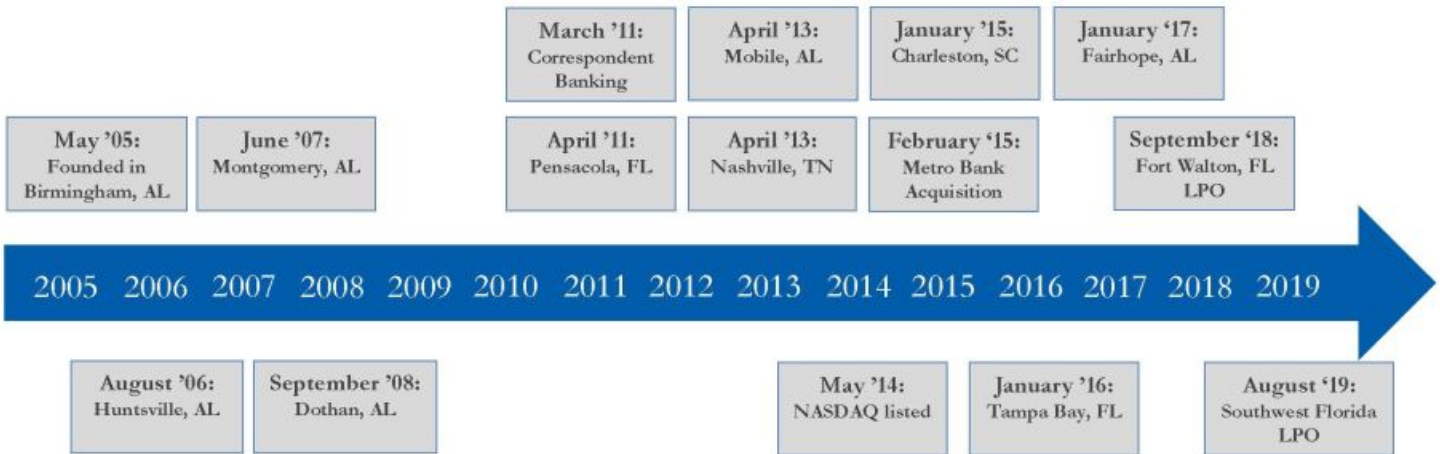 March ’11:
Correspondent
Banking
April ’13:
Mobile, AL
January ’15:
Charleston, SC
January ‘17:
Fairhope, AL
May ’05:
Founded in
Birmingham, AL
June ’07:
Montgomery, AL
April ’11:
Pensacola, FL
April ’13:
Nashville, TN
February ‘15:
Metro Bank
Acquisition
September ‘18:
Fort Walton, FL
LPO
2005 2006 2007 2008 2009 2010 2011 2012 2013 2014 2015 2016 2017 2018 2019
August ’06:
Huntsville, AL
September ’08:
Dothan, AL
May ’14:
NASDAQ listed
January ’16:
Tampa Bay, FL
August ‘19:
Southwest Florida
LPO